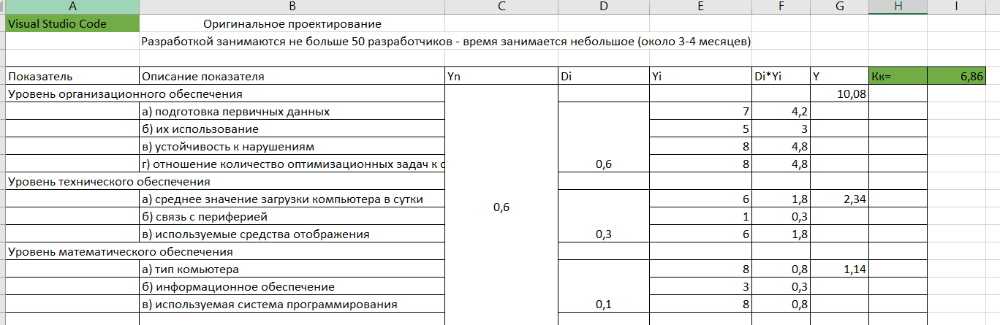 A B C D E F G H I
Visual Studio Code Оригинальное проектирование
Разработкой занимаются не больше 50 разработчиков - время занимается небольшое (около 3-4 месяцев)
Показатель Описание показателя Yn Di Yi Di*Yi Y Кк= 6,86
Уровень организационного обеспечения 10,08
а) подготовка первичных данных 7 4,2
б) их использование 5 3
в) устойчивость к нарушениям 8 4,8
г) отношение количество оптимизационных задач к 0,6 8 4,8
Уровень технического обеспечения
а) среднее значение загрузки компьютера в сутки 6 1,8 2,34
0,6
б) связь с периферией 1 0,3
в) используемые средства отображения 0,3 6 1,8
Уровень математического обеспечения
а) тип комьютера 8 0,8 1,14
б) информационное обеспечение 3 0,3
в) используемая система программирования 0,1 8 0,8